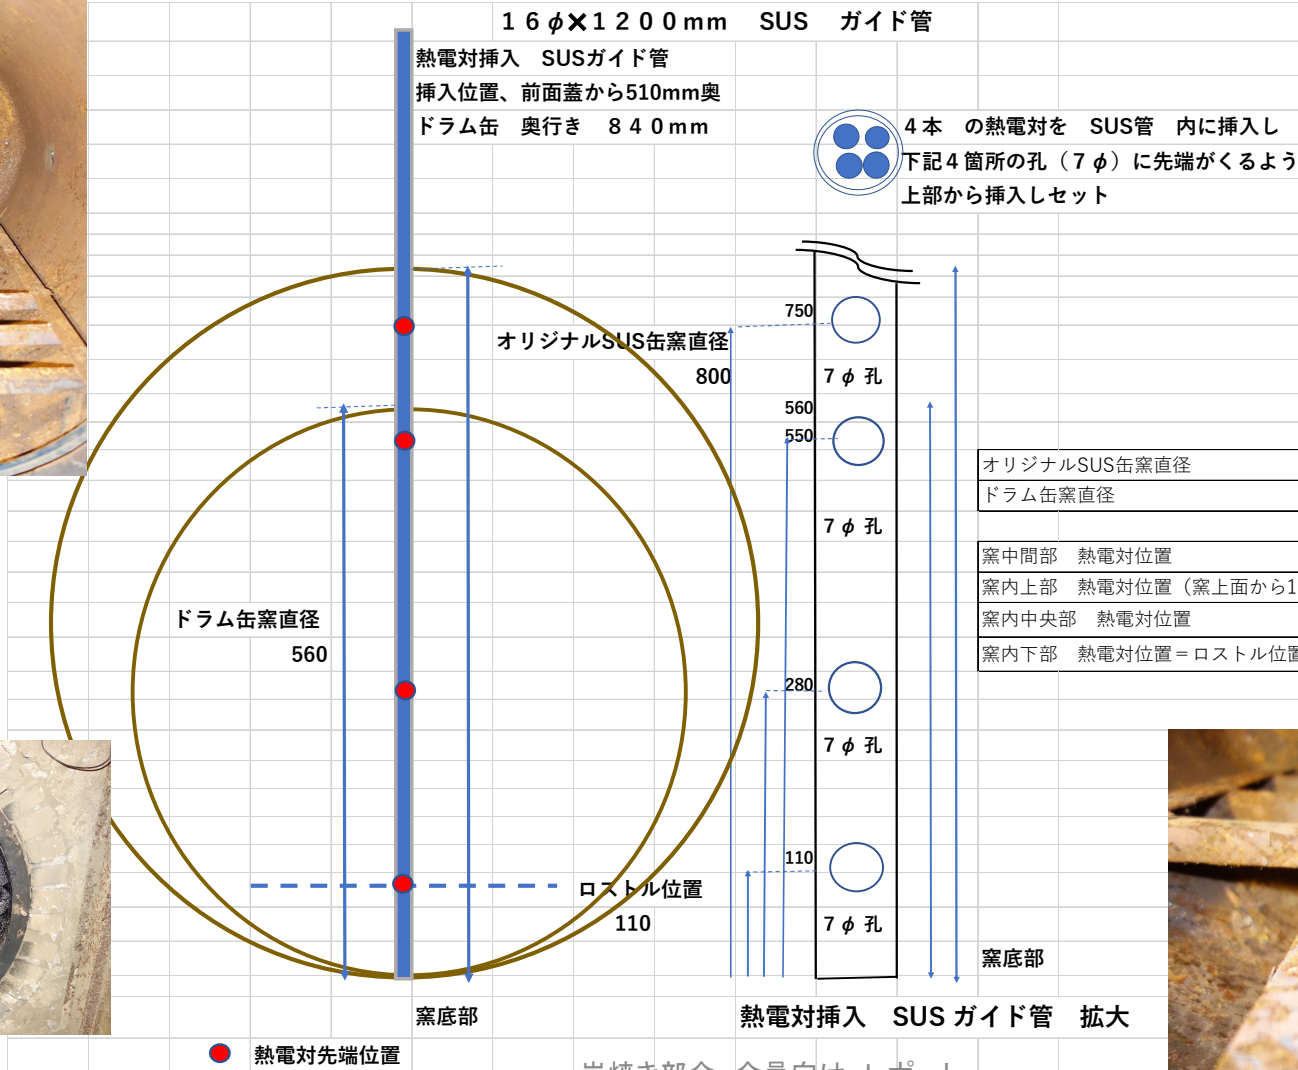 １６φ✕１２００mm　SUS　ガイド管
熱電対挿入　SUSガイド管
挿入位置、前面蓋から510mm奥
ドラム缶　奥行き　８４０mm
４本　の熱電対を　SUS管　内に挿入し
下記４箇所の孔（７φ）に先端がくるよう
上部から挿入しセット
750
オリジナルSUS缶窯直径
800
７φ 孔
560
550
７φ 孔
オリジナルSUS缶窯直径
ドラム缶窯直径
窯中間部　熱電対位置
窯内上部　熱電対位置（窯上面から1
窯内中央部　熱電対位置
窯内下部　熱電対位置＝ロストル位置
ドラム缶窯直径
560
280
７φ 孔
110
ロストル位置
110
７φ 孔
窯底部
窯底部
熱電対挿入　SUS ガイド管　拡大
熱電対先端位置